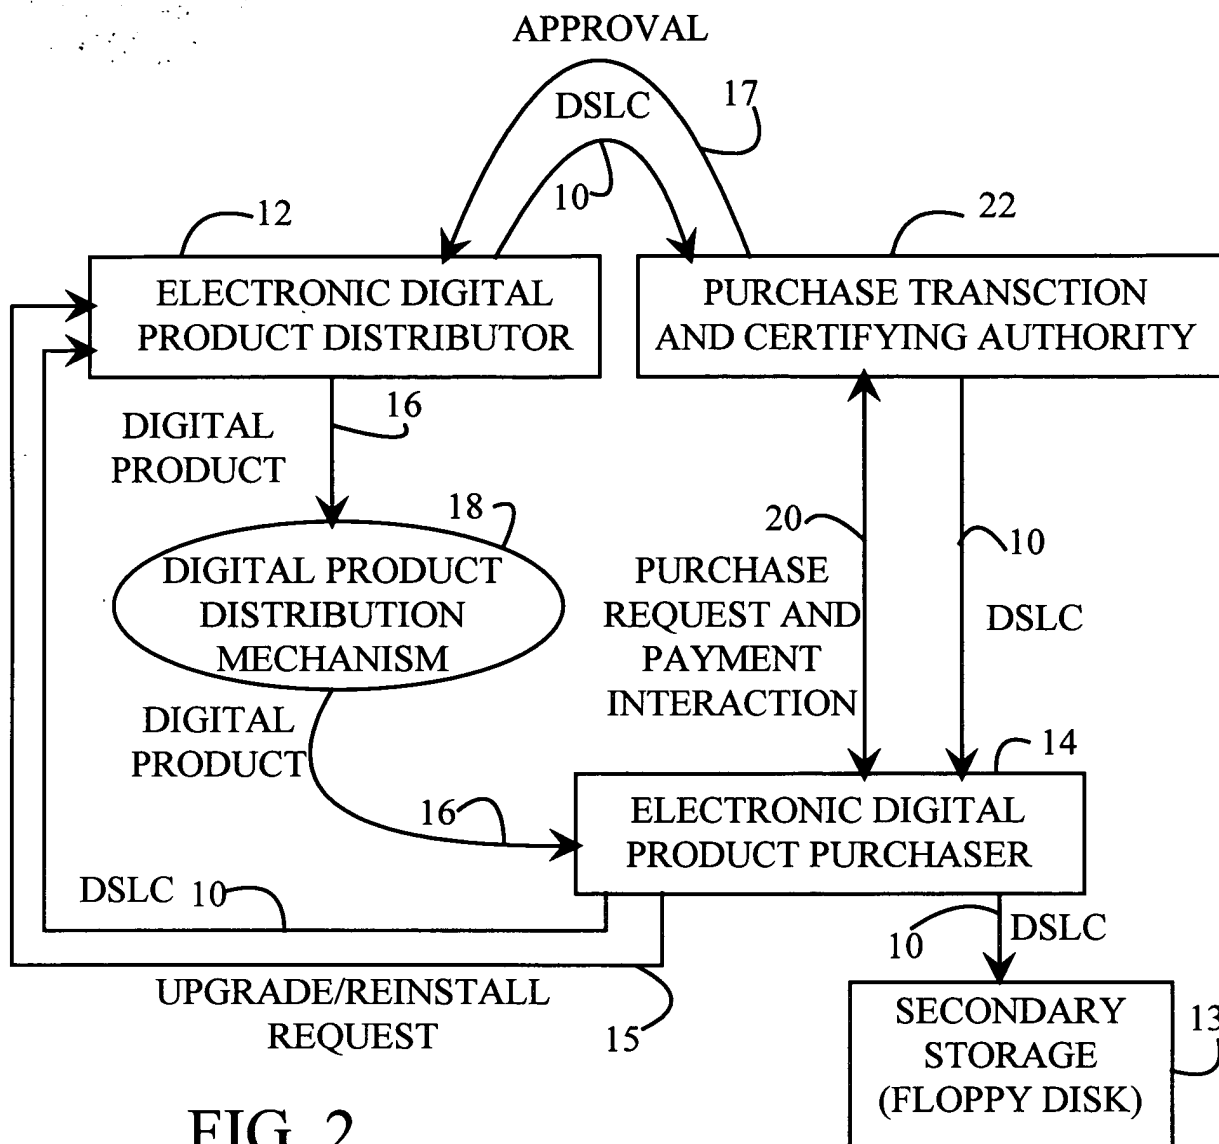 APPROVAL
DSLC
17
10
12
22
ELECTRONIC DIGITAL
PRODUCT DISTRIBUTOR
PURCHASE TRANSCTION
AND CERTIFYING AUTHORITY
16
DIGITAL
PRODUCT
18
DIGITAL PRODUCT
DISTRIBUTION
MECHANISM
20
PURCHASE
REQUEST AND
PAYMENT
INTERACTION
10
DSLC
DIGITAL
PRODUCT
14
16
ELECTRONIC DIGITAL
PRODUCT PURCHASER
DSLC 10
10
DSLC
UPGRADE/REINSTALL
REQUEST
15
SECONDARY
STORAGE
(FLOPPY DISK)
13
FIG. 2